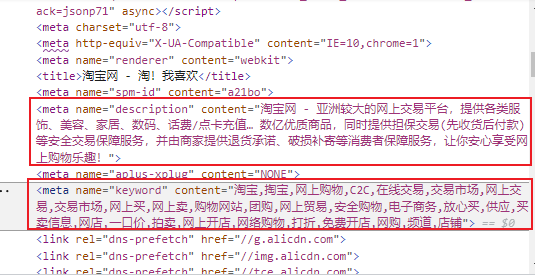 ack=jsonp71" async></script>
<meta charset="utf-8">
<meta http-equiv="X-UA-Compatible" content="IE=10,chrome=1">
<meta name="renderer" content="webkit">
<title>淘宝网 - 淘！我喜欢</title>
<meta name="spm-id" content="a21bo">
<meta name="description" content="淘宝网 - 亚洲较大的网上交易平台，提供各类服
饰、美容、家居、数码、话费/点卡充值… 数亿优质商品，同时提供担保交易(先收货后付款)
等安全交易保障服务，并由商家提供退货承诺、破损补寄等消费者保障服务，让你安心享受网
上购物乐趣！">
<meta name="aplus-xplug" content="NONE">
<meta name="keyword" content="淘宝,掏宝,网上购物,C2C,在线交易,交易市场,网上交
易,交易市场,网上买,网上卖,购物网站,团购,网上贸易,安全购物,电子商务,放心买,供应,买
卖信息,网店,一口价,拍卖,网上开店,网络购物,打折,免费开店,网购,频道,店铺"> == $0
<link rel="dns-prefetch" href="//g.alicdn.com">
<link rel="dns-prefetch" href="//img.alicdn.com">
<link rel="dns-prefetch" href="//tce.alicdn.com">